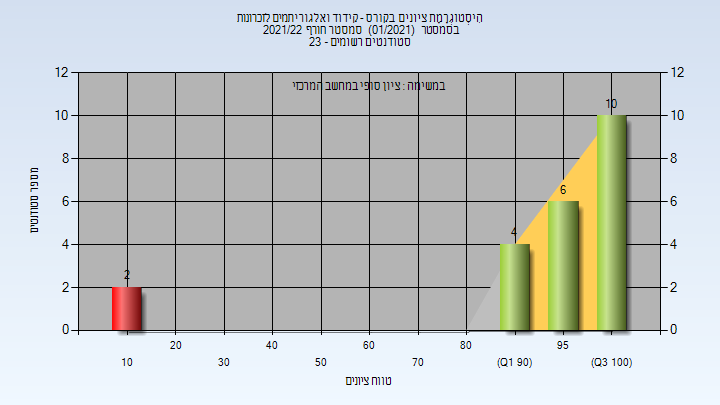 היסטוגרמת ציונים בקורס - קידוד ואלגוריתמים לזכרונות
בסמסטר (01/2021) סמסטר חורף 2021/22
סטודנטים רשומים - 23
במשימה : ציון סופי במחשב המרכזי
12 12
10 10 10
8 8
6 6 6
4 4 4
2 2 2
0 0
20 40 60 80 95
10 30 50 70 (Q1 90) (Q3 100)
טווח ציונים
מספר סטודנטים